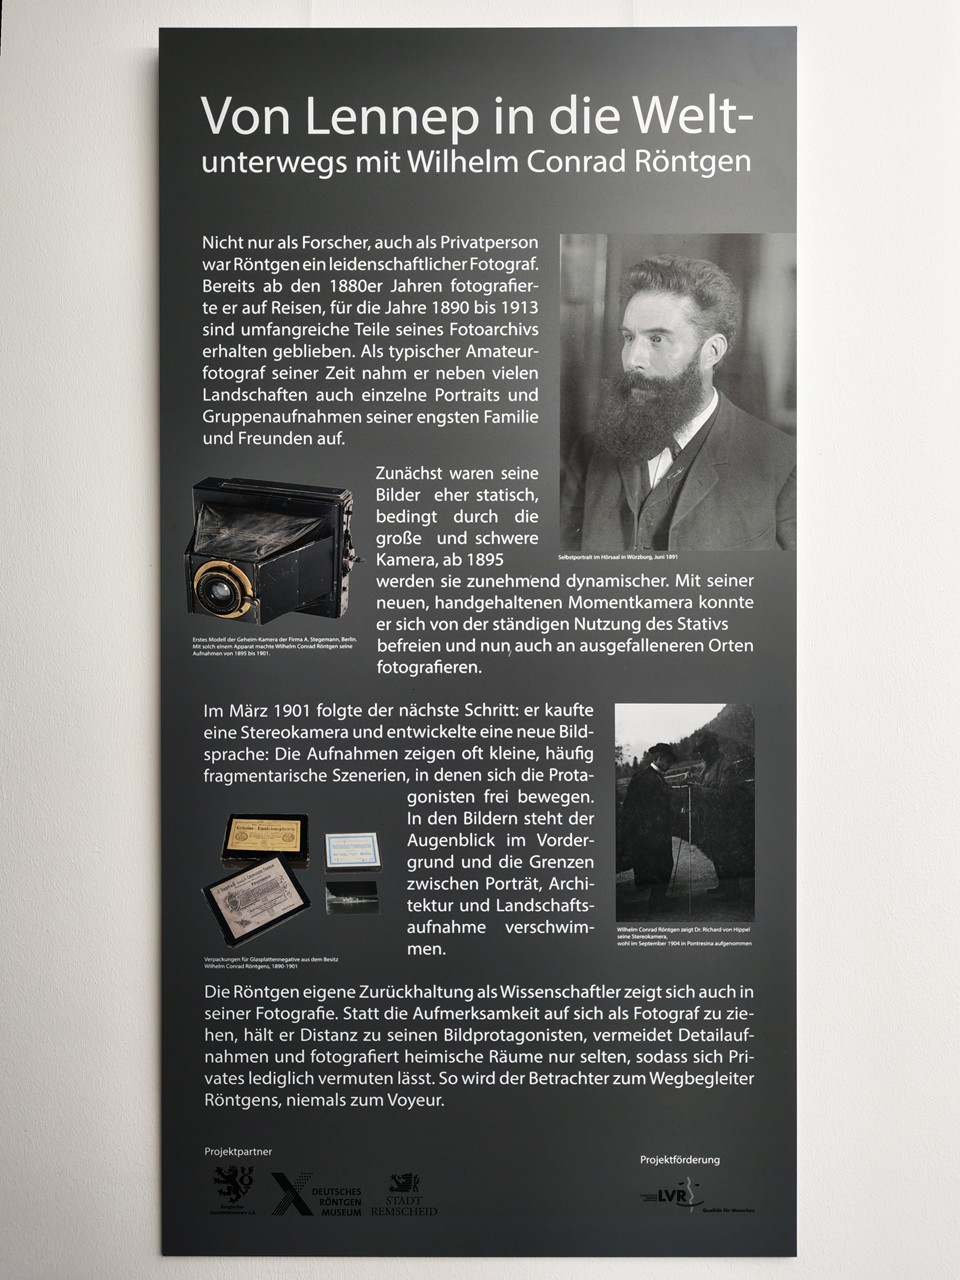 Von Lennep in die Welt-
unterwegs mit Wilhelm Conrad Röntgen
Nicht nur als Forscher, auch als Privatperson
war Röntgen ein leidenschaftlicher Fotograf.
Bereits ab den 1880er Jahren fotografier-
te er auf Reisen, für die Jahre 1890 bis 1913
sind umfangreiche Teile seines Fotoarchivs
erhalten geblieben. Als typischer Amateur-
fotograf seiner Zeit nahm er neben vielen
Landschaften auch einzelne Portraits und
Gruppenaufnahmen seiner engsten Familie
und Freunden auf.
Selbstportrait im Hörsaal in Würzburg, Juni 1891
Zunächst waren seine
Bilder eher statisch,
bedingt durch die
große und schwere
Kamera, ab 1895
werden sie zunehmend dynamischer. Mit seiner
neuen, handgehaltenen Momentkamera konnte
er sich von der ständigen Nutzung des Stativs
befreien und nun, auch an ausgefalleneren Orten
fotografieren.
Erstes Modell der Geheim-Kamera der Firma A. Stegemann, Berlin.
Mit solch einem Apparat machte Wilhelm Conrad Röntgen seine
Aufnahmen von 1895 bis 1901.
Im März 1901 folgte der nächste Schritt: er kaufte
eine Stereokamera und entwickelte eine neue Bild-
sprache: Die Aufnahmen zeigen oft kleine, häufig
fragmentarische Szenerien, in denen sich die Prota-
gonisten frei bewegen.
In den Bildern steht der
Augenblick im Vorder-
grund und die Grenzen
zwischen Porträt, Archi-
tektur und Landschafts-
aufnahme verschwim-
men.
Verpackungen für Glasplattennegative aus dem Besitz
Wilhelm Conrad Röntgens, 1890-1901
Wilhelm Conrad Röntgen zeigt Dr. Richard von Hippel
seine Stereokamera,
wohl im September 1904 in Pontresina aufgenommen
Die Röntgen eigene Zurückhaltung als Wissenschaftler zeigt sich auch in
seiner Fotografie. Statt die Aufmerksamkeit auf sich als Fotograf zu zie-
hen, hält er Distanz zu seinen Bildprotagonisten, vermeidet Detailauf-
nahmen und fotografiert heimische Räume nur selten, sodass sich Pri-
vates lediglich vermuten lässt. So wird der Betrachter zum Wegbegleiter
Röntgens, niemals zum Voyeur.
Projektpartner
Bergischer
DEUTSCHES
RÖNTGEN
MUSEUM
STADT
REMSCHEID
Projektförderung
LVR
Qualität für Menschen